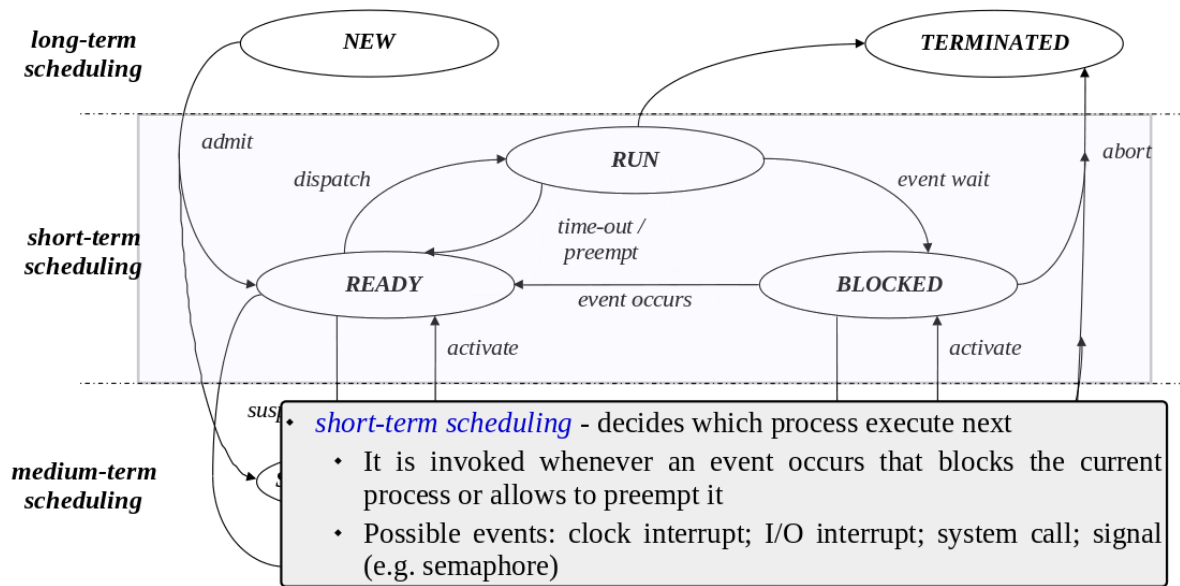 long-term
scheduling
NEW
TERMINATED
admit
RUN
abort
dispatch
event wait
time-out /
preempt
short-term
scheduling
READY
BLOCKED
event occurs
activate
activate
medium-term
scheduling
• short-term scheduling - decides which process execute next
• It is invoked whenever an event occurs that blocks the current
process or allows to preempt it
• Possible events: clock interrupt; I/O interrupt; system call; signal
(e.g. semaphore)